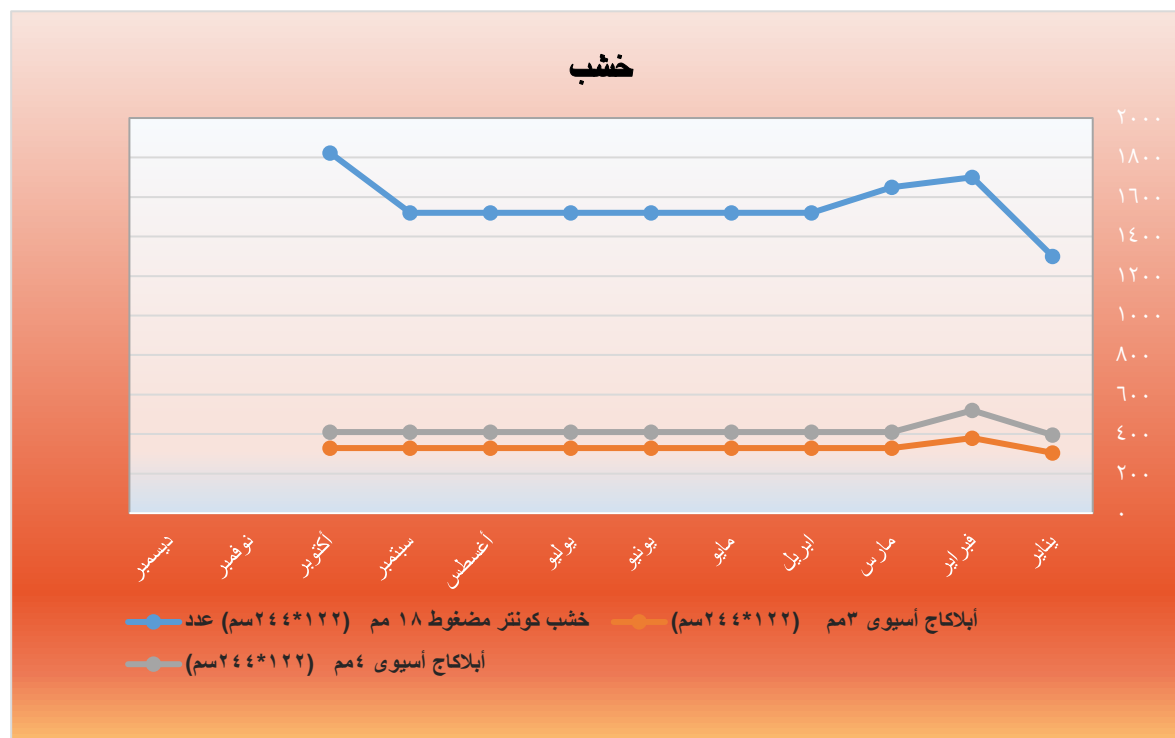 خشب
٢٠٠٠
١٨٠٠
١٦٠٠
١٤٠٠
١٢٠٠
١٠٠٠
٨٠٠
٦٠٠
٤٠٠
٢٠٠
٠
يناير
فبراير
مارس
ابريل
مايو
يونيو
يوليو
أغسطس
سبتمبر
أكتوبر
نوفمبر
ديسمبر
خشب كونتر مضغوط ١٨ مم (١٢٢*٢٤٤سم) عدد
أبلاكاج أسيوى ٣مم (١٢٢*٢٤٤سم)
أبلاكاج أسيوى ٤مم (١٢٢*٢٤٤سم)